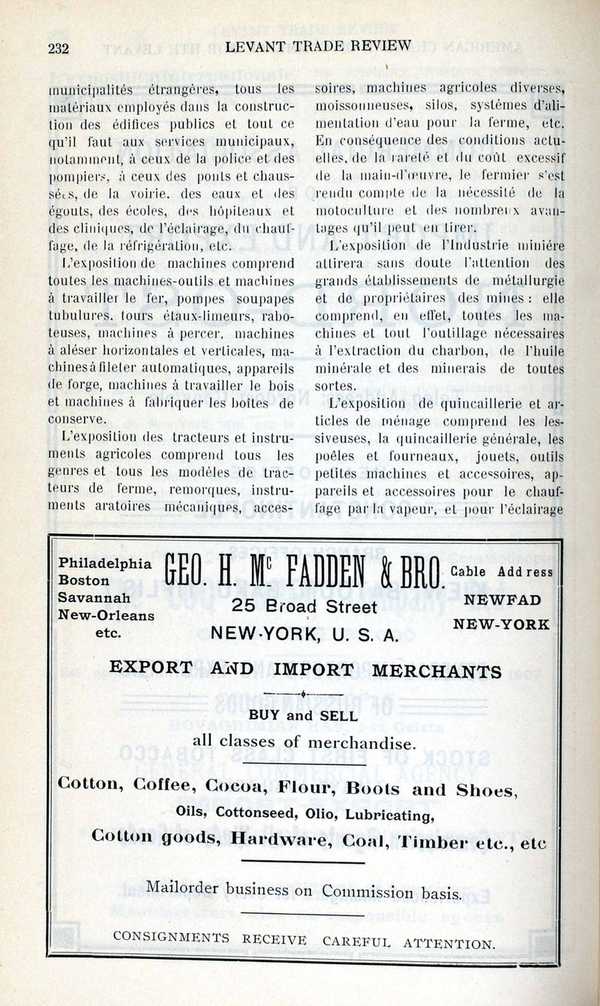 232
LEVANT TRADE REVIEW
municipalités étrangères, tous les
matériaux employés dans la construc-
tion des édifices publics et tout ce
qu'il faut aux services municipaux,
notamment, à ceux de la police et des
pompiers, à ceux des ponts et chaus-
sées, de la voirie, des eaux et des
égouts, des écoles, des hôpiteaux et
des cliniques, de l'éclairage, du chauf-
fage, de la réfrigération, etc.
L'exposition de machines comprend
toutes les machines-outils et machines
à travailler le fer, pompes soupapes
tubulures, tours étaux-limeurs, rabo-
teuses, machines à percer, machines
à aléser horizontales et verticales, ma-
chines à fileter automatiques, appareils
de forge, machines à travailler le bois
et machines à fabriquer les boîtes de
conserve.
L'exposition des tracteurs et instru-
ments agricoles comprend tous les
genres et tous les modèles de trac-
teurs de ferme, remorques, instru-
ments aratoires mécaniques, acces-
soires, machines agricoles diverses,
moissonneuses, silos, systèmes d'ali-
mentation d'eau pour la ferme, etc.
En conséquence des conditions actu-
elles, de la rareté et du coût excessif
de la main-d'œuvre, le fermier s'est
rendu compte de la nécessité de la
motoculture et des nombreux avan-
tages qu'il peut en tirer.
L'exposition de l'Industrie minière
attirera sans doute l'attention des
grands établissements de métallurgie
et de propriétaires des mines : elle
comprend, en effet, toutes les ma-
chines et tout l'outillage nécessaires
à l'extraction du charbon, de l'huile
minérale et des minerais de toutes
sortes.
L'exposition de quincaillerie et ar-
ticles de ménage comprend les les-
siveuses, la quincaillerie générale, les
poêles et fourneaux, jouets, outils
petites machines et accessoires, ap-
pareils et accessoires pour le chauf-
fage par la vapeur, et pour l'éclairage
Philadelphia
Boston
Savannah
New-Orleans
etc.
GEO. H. Mc FADDEN & BRO.
25 Broad Street
NEW-YORK, U. S. A.
Cable Address
NEWFAD
NEW-YORK
EXPORT AND IMPORT MERCHANTS
BUY and SELL
all classes of merchandise.
Cotton, Coffee, Cocoa, Flour, Boots and Shoes,
Oils, Cottonseed, Olio, Lubricating,
Cotton goods, Hardware, Coal, Timber etc., etc
Mailorder business on Commission basis.
CONSIGNMENTS RECEIVE CAREFUL ATTENTION.